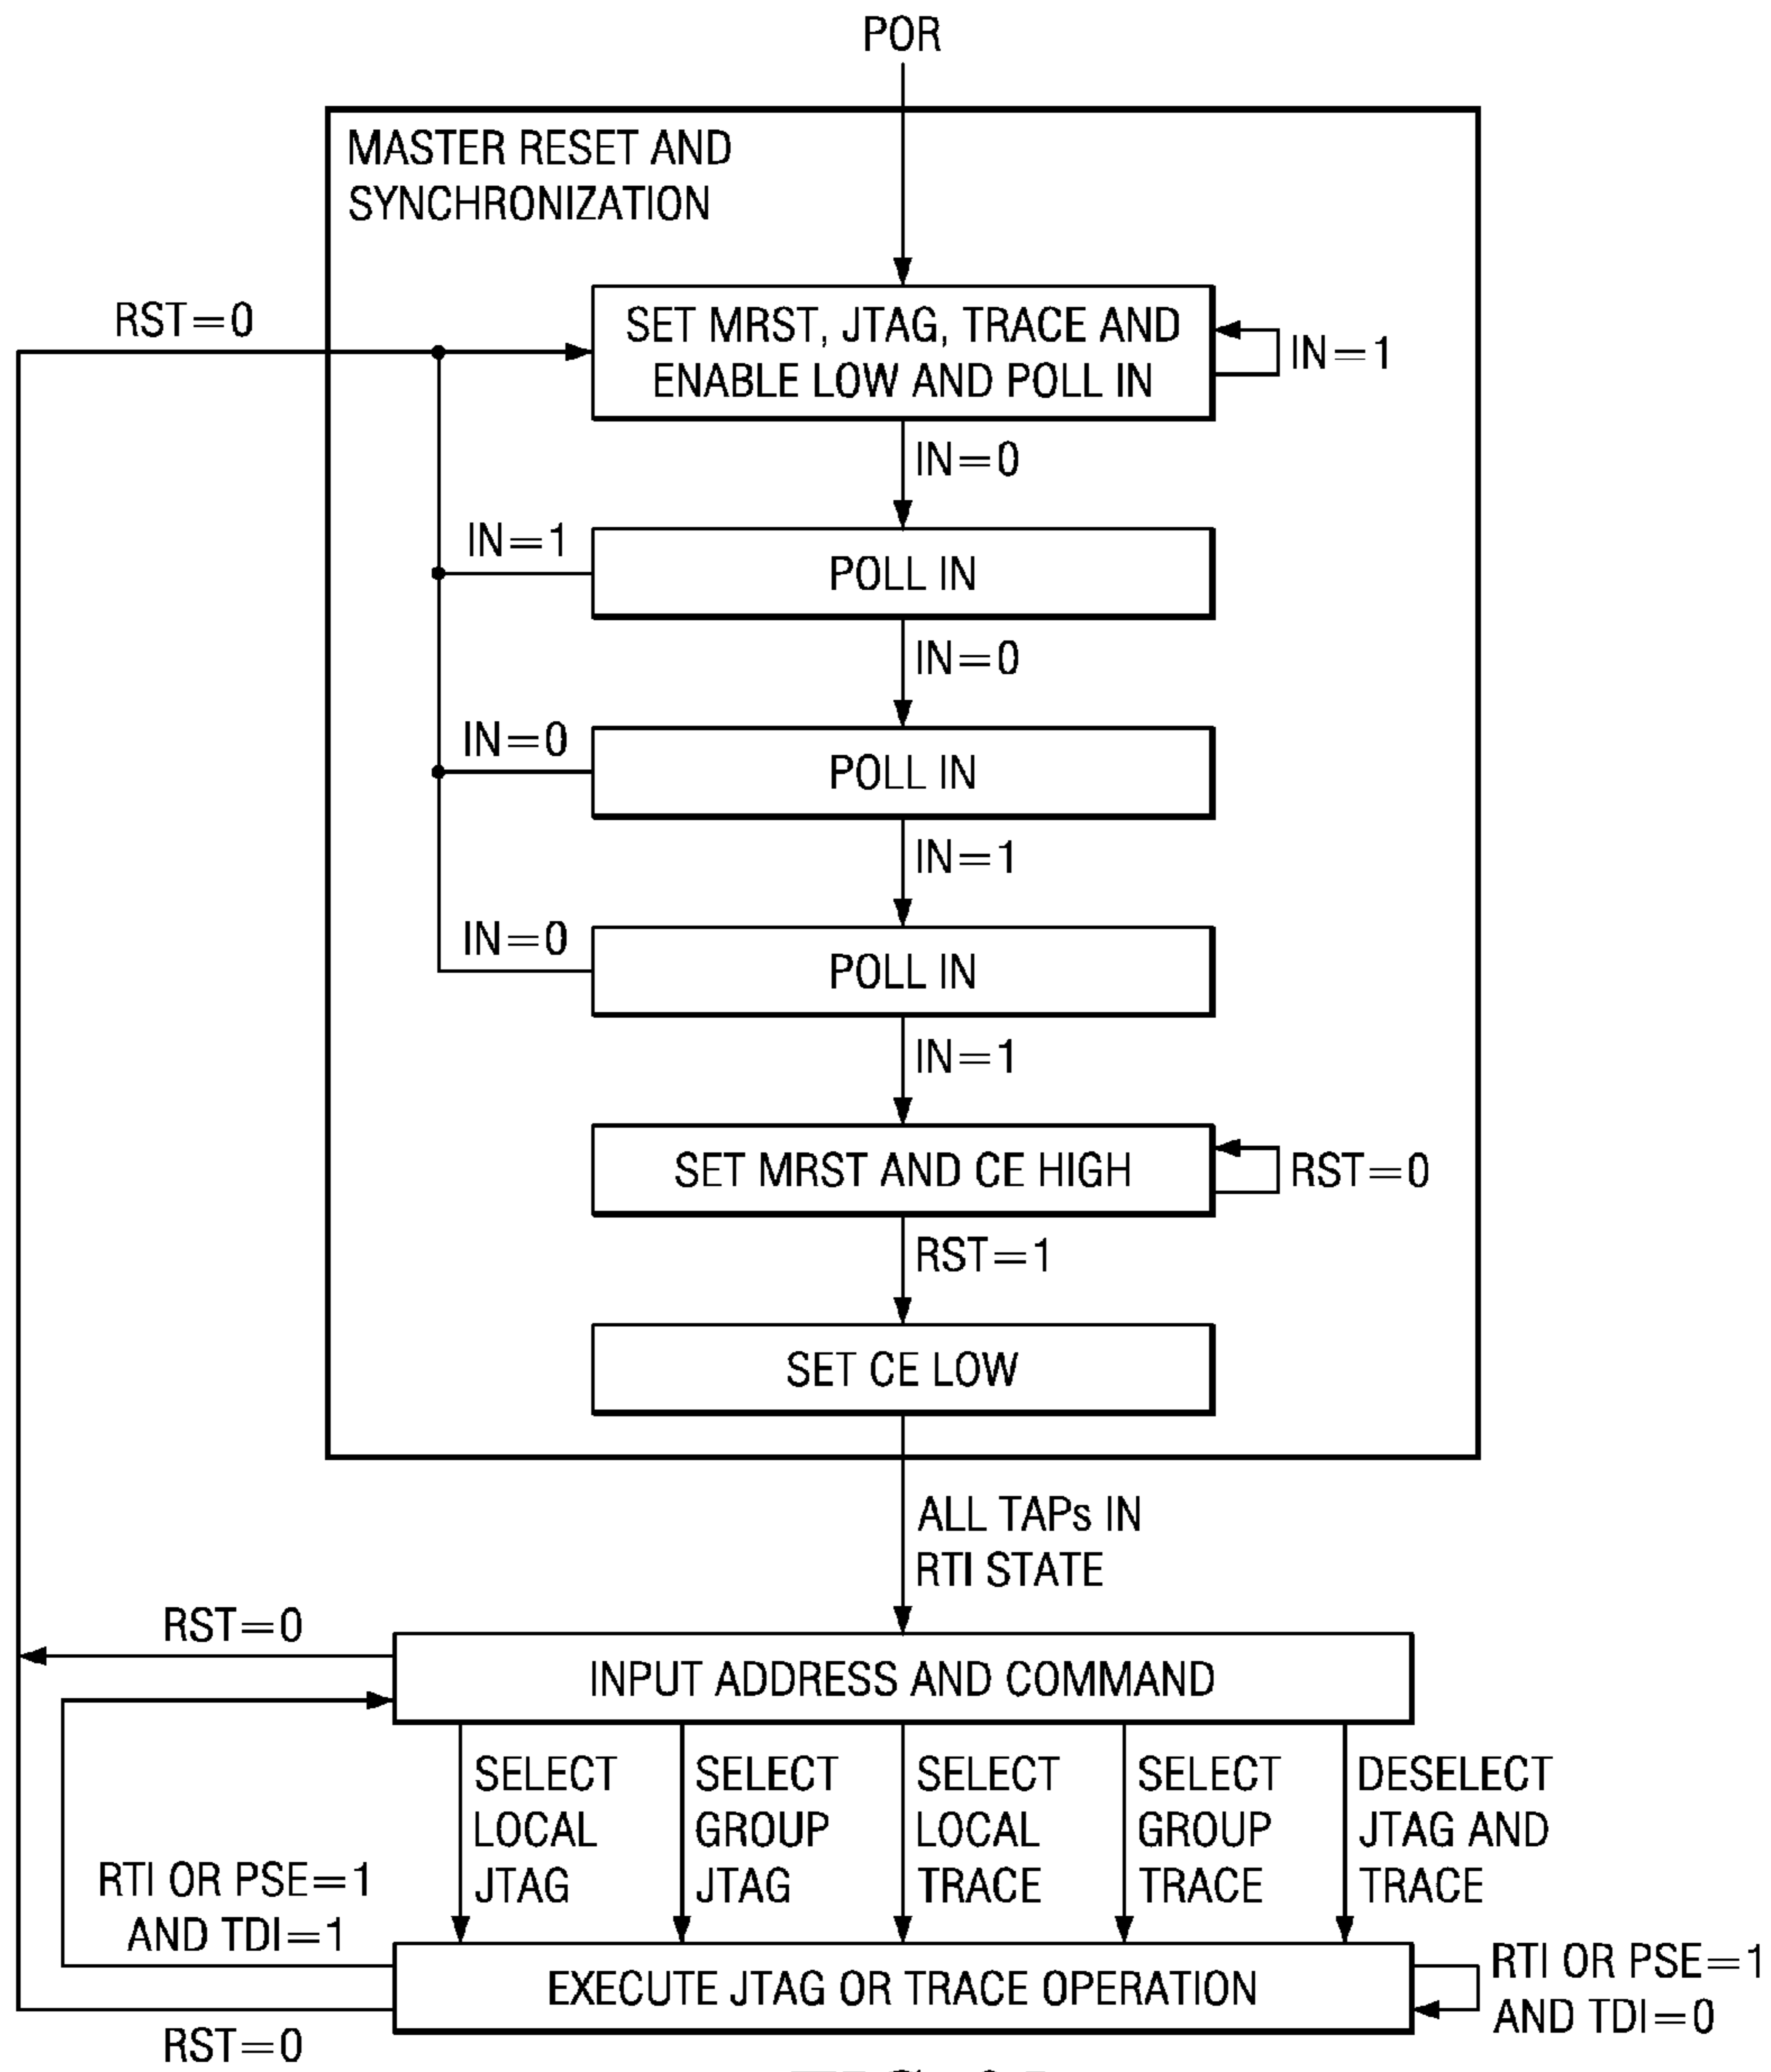 POR
MASTER RESET AND
SYNCHRONIZATION
RST=0
SET MRST, JTAG, TRACE AND
ENABLE LOW AND POLL IN
IN=1
IN=0
IN=1
POLL IN
IN=0
IN=0
POLL IN
IN=1
IN=0
POLL IN
IN=1
SET MRST AND CE HIGH
RST=0
RST=1
SET CE LOW
ALL TAPs IN
RTI STATE
RST=0
INPUT ADDRESS AND COMMAND
SELECT
LOCAL
JTAG
SELECT
GROUP
JTAG
SELECT
LOCAL
TRACE
SELECT
GROUP
TRACE
DESELECT
JTAG AND
TRACE
RTI OR PSE=1
AND TDI=1
EXECUTE JTAG OR TRACE OPERATION
RTI OR PSE=1
AND TDI=0
RST=0